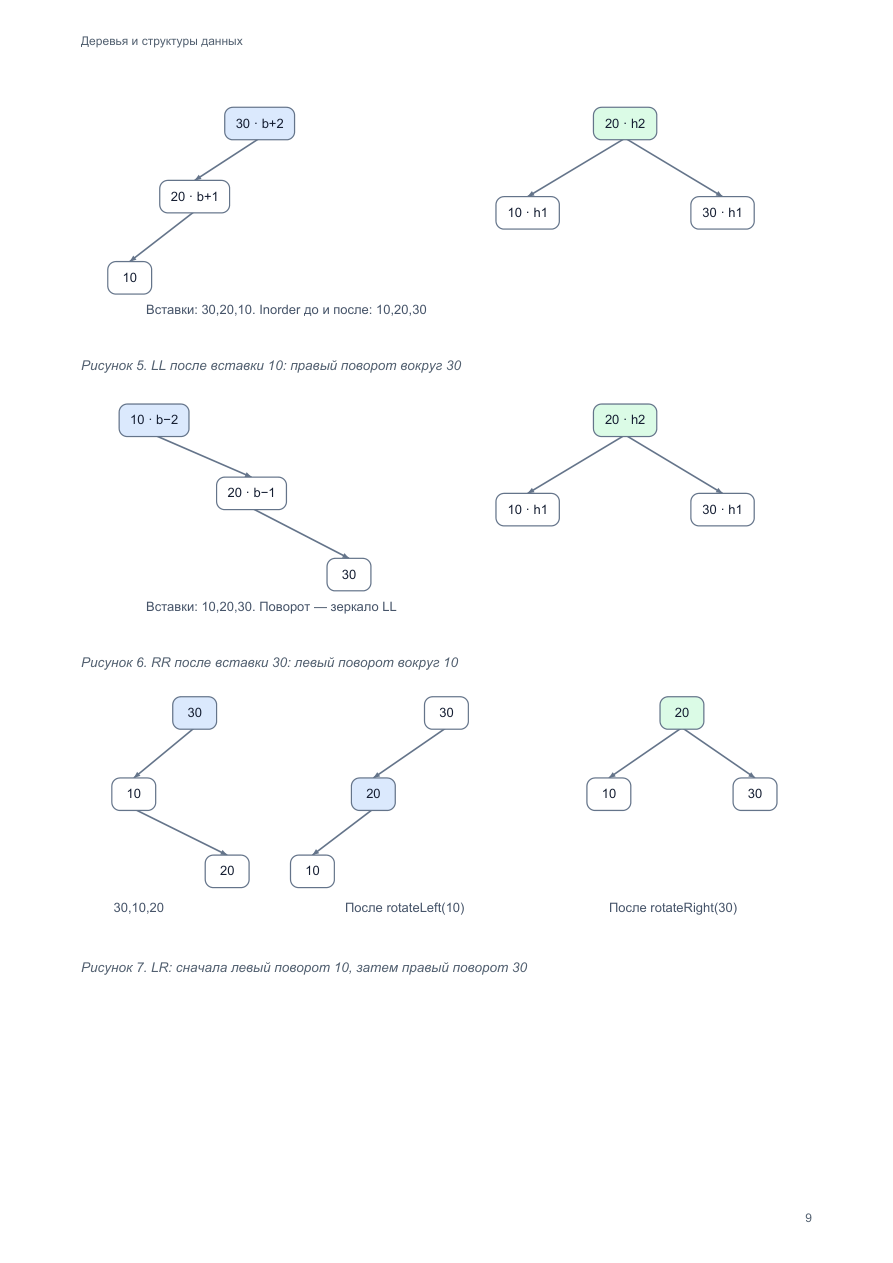 Деревья и структуры данных
30 · b+2
20 · h2
20 · b+1
10 · h1
30 · h1
10
Вставки: 30,20,10. Inorder до и после: 10,20,30
Рисунок 5. LL после вставки 10: правый поворот вокруг 30
10 · b−2
20 · h2
20 · b−1
10 · h1
30 · h1
30
Вставки: 10,20,30. Поворот — зеркало LL
Рисунок 6. RR после вставки 30: левый поворот вокруг 10
30
30
20
10
20
10
30
20
10
30,10,20
После rotateLeft(10)
После rotateRight(30)
Рисунок 7. LR: сначала левый поворот 10, затем правый поворот 30
9